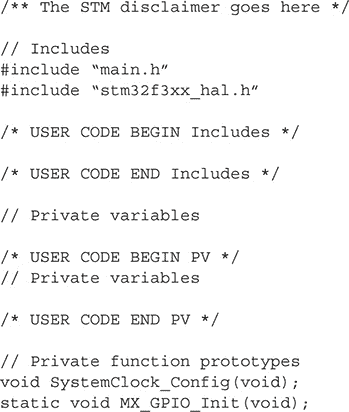 /** The STM disclaimer goes here */
// Includes
#include “main.h”
#include “stm32f3xx_hal.h”
/* USER CODE BEGIN Includes */
/* USER CODE END Includes */
// Private variables
/* USER CODE BEGIN PV */
// Private variables
/* USER CODE END PV */
// Private function prototypes
void SystemClock_Config(void);
static void MX_GPIO_Init(void);